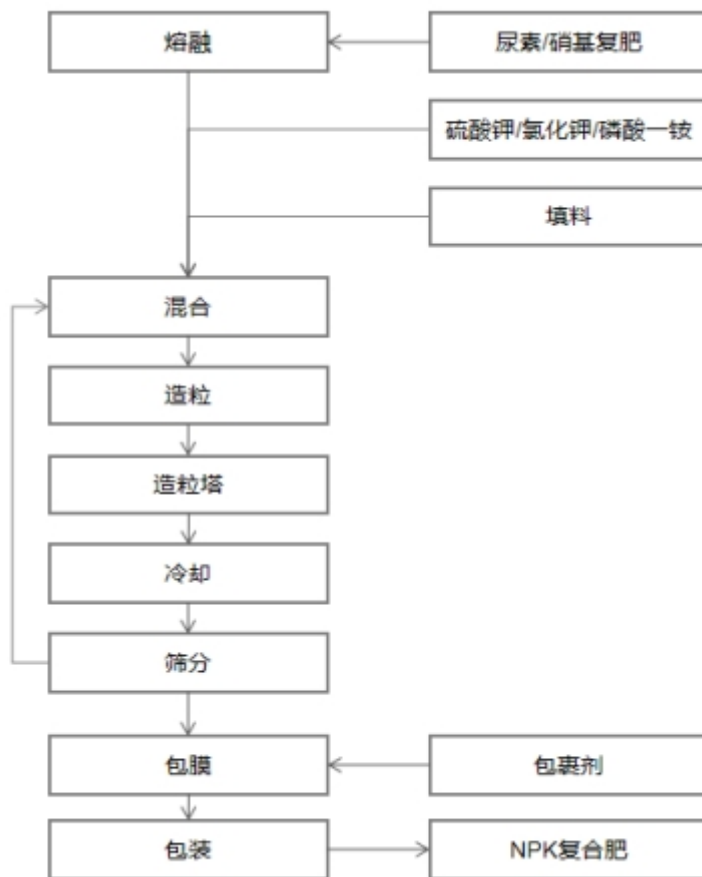 熔融
尿素/硝基复肥
硫酸钾/氯化钾/磷酸一铵
填料
混合
造粒
造粒塔
冷却
筛分
包膜
包裹剂
包装
NPK复合肥